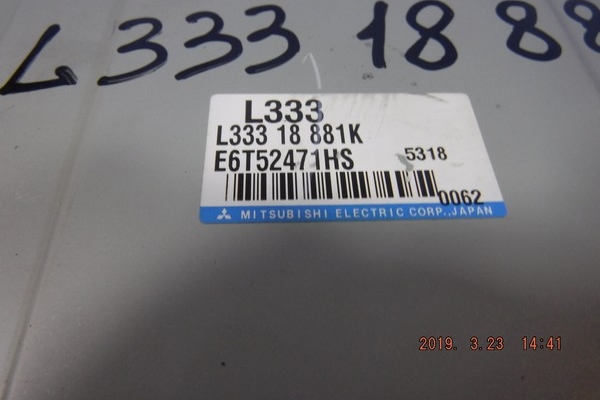 L333 18 88
L333
L333 18 881K
E6T52471HS 5318
0062
MITSUBISHI ELECTRIC CORP., JAPAN
2019. 3.23 14:41